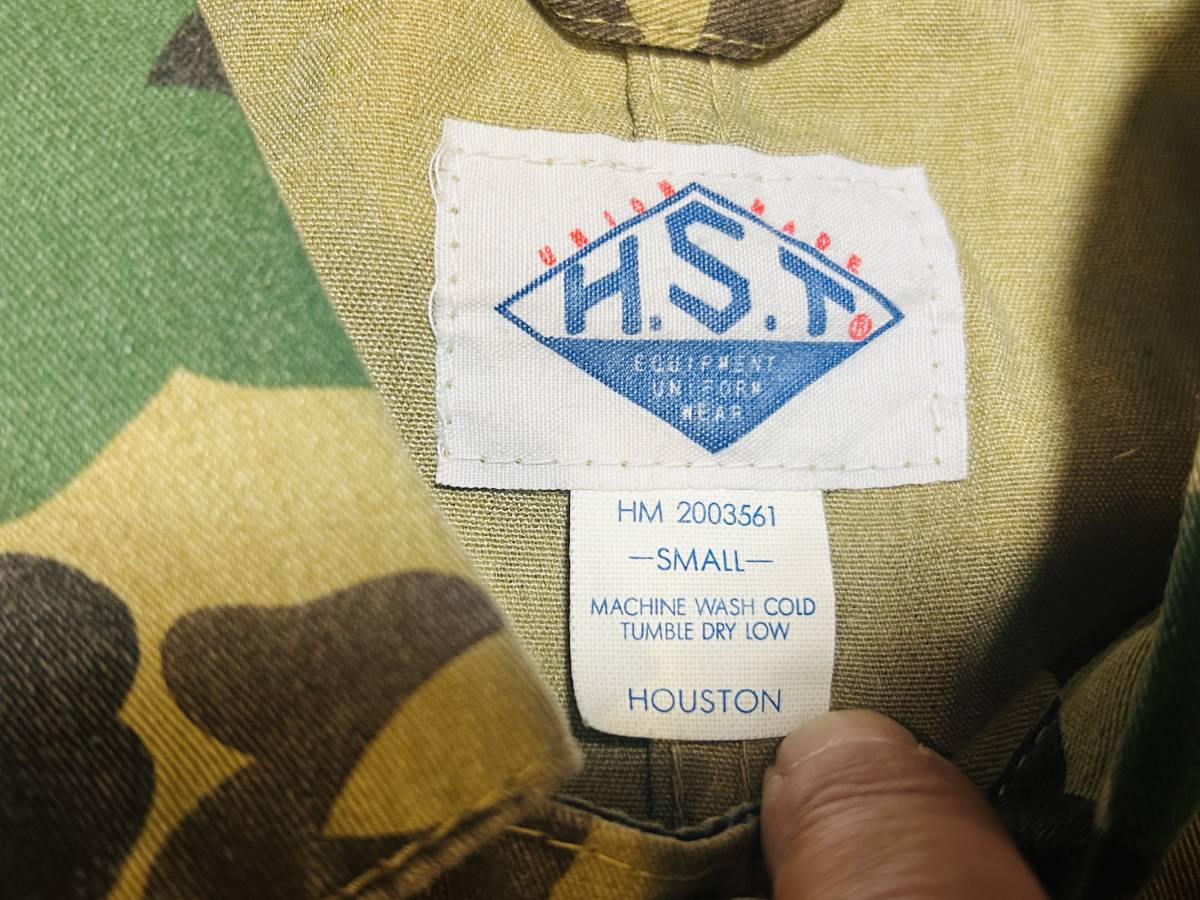 UNION MADE
H.S.T.®
EQUIPMENT
UNIFORM
WEAR
HM 2003561
—SMALL—
MACHINE WASH COLD
TUMBLE DRY LOW
HOUSTON